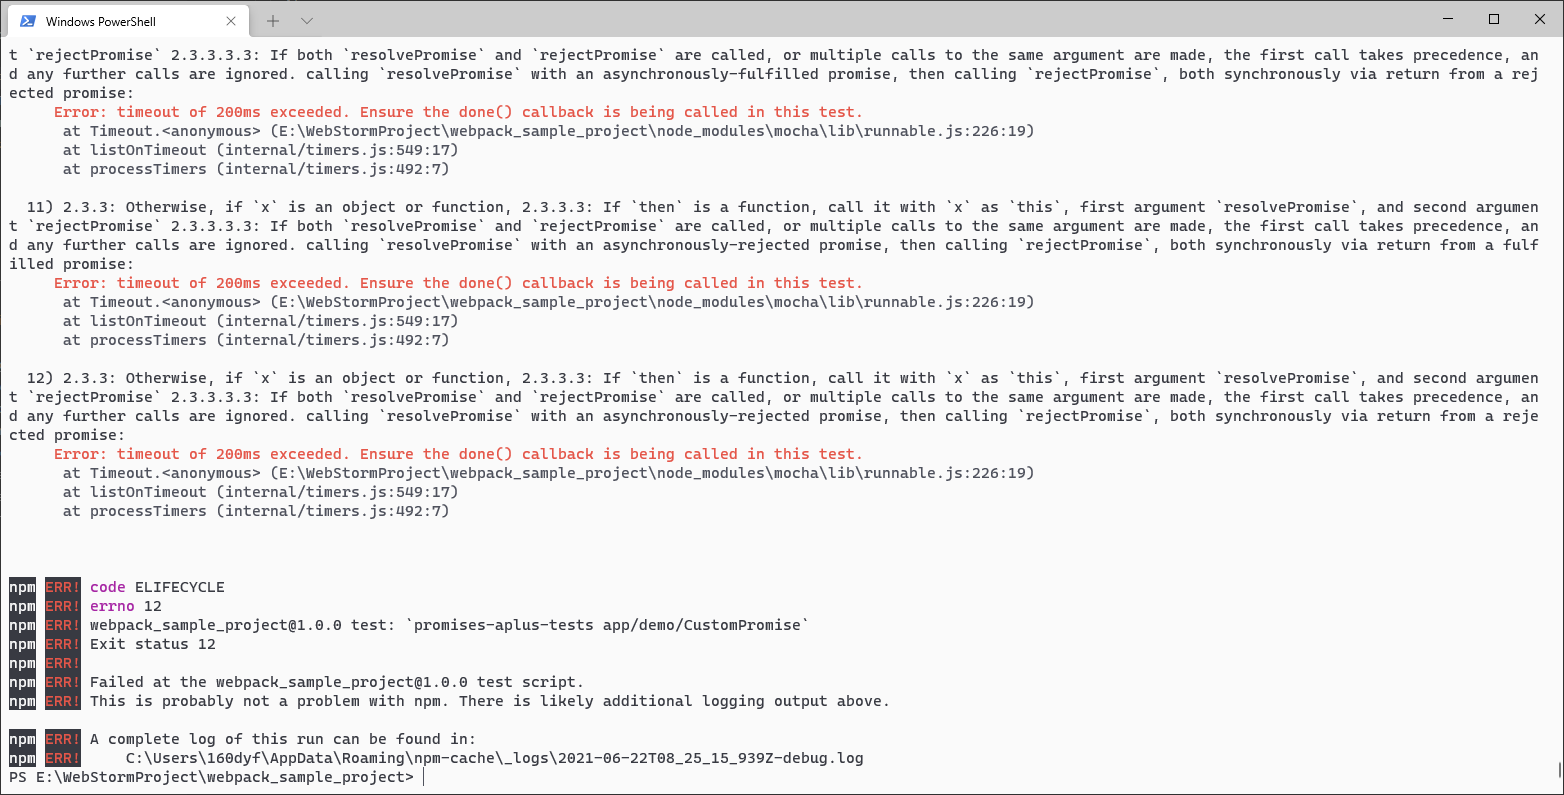 Windows PowerShell
t `rejectPromise` 2.3.3.3.3: If both `resolvePromise` and `rejectPromise` are called, or multiple calls to the same argument are made, the first call takes precedence, an
d any further calls are ignored. calling `resolvePromise` with an asynchronously-fulfilled promise, then calling `rejectPromise`, both synchronously via return from a rej
ected promise:
Error: timeout of 200ms exceeded. Ensure the done() callback is being called in this test.
at Timeout.<anonymous> (E:\WebStormProject\webpack_sample_project\node_modules\mocha\lib\runnable.js:226:19)
at listOnTimeout (internal/timers.js:549:17)
at processTimers (internal/timers.js:492:7)
11) 2.3.3: Otherwise, if `x` is an object or function, 2.3.3.3: If `then` is a function, call it with `x` as `this`, first argument `resolvePromise`, and second argumen
t `rejectPromise` 2.3.3.3.3: If both `resolvePromise` and `rejectPromise` are called, or multiple calls to the same argument are made, the first call takes precedence, an
d any further calls are ignored. calling `resolvePromise` with an asynchronously-rejected promise, then calling `rejectPromise`, both synchronously via return from a fulf
illed promise:
Error: timeout of 200ms exceeded. Ensure the done() callback is being called in this test.
at Timeout.<anonymous> (E:\WebStormProject\webpack_sample_project\node_modules\mocha\lib\runnable.js:226:19)
at listOnTimeout (internal/timers.js:549:17)
at processTimers (internal/timers.js:492:7)
12) 2.3.3: Otherwise, if `x` is an object or function, 2.3.3.3: If `then` is a function, call it with `x` as `this`, first argument `resolvePromise`, and second argumen
t `rejectPromise` 2.3.3.3.3: If both `resolvePromise` and `rejectPromise` are called, or multiple calls to the same argument are made, the first call takes precedence, an
d any further calls are ignored. calling `resolvePromise` with an asynchronously-rejected promise, then calling `rejectPromise`, both synchronously via return from a reje
cted promise:
Error: timeout of 200ms exceeded. Ensure the done() callback is being called in this test.
at Timeout.<anonymous> (E:\WebStormProject\webpack_sample_project\node_modules\mocha\lib\runnable.js:226:19)
at listOnTimeout (internal/timers.js:549:17)
at processTimers (internal/timers.js:492:7)
npm ERR! code ELIFECYCLE
npm ERR! errno 12
npm ERR! webpack_sample_project@1.0.0 test: `promises-aplus-tests app/demo/CustomPromise`
npm ERR! Exit status 12
npm ERR!
npm ERR! Failed at the webpack_sample_project@1.0.0 test script.
npm ERR! This is probably not a problem with npm. There is likely additional logging output above.
npm ERR! A complete log of this run can be found in:
npm ERR! C:\Users\160dyf\AppData\Roaming\npm-cache\_logs\2021-06-22T08_25_15_939Z-debug.log
PS E:\WebStormProject\webpack_sample_project>